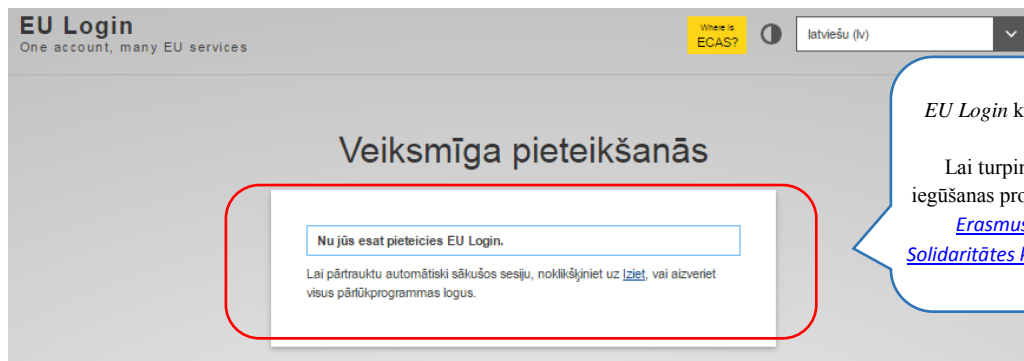 EU Login
One account, many EU services
Where is
ECAS?
latviešu (lv)
EU Login k
Lai turpin
iegūšanas pro
Erasmus
Solidaritātes k
Veiksmīga pieteikšanās
Nu jūs esat pieteicies EU Login.
Lai pārtrauktu automātiski sākušos sesiju, noklikšķiniet uz Iziet, vai aizveriet
visus pārlūkprogrammas logus.